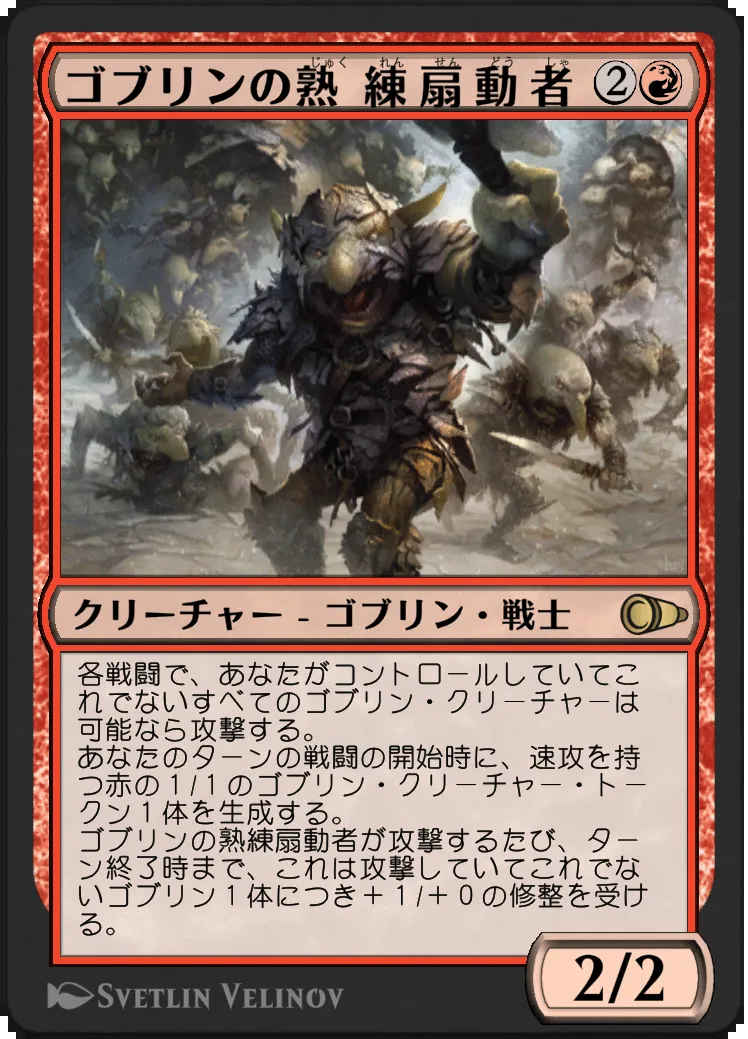 じゅく れん せん どう しゃ
ゴブリンの熟練扇動者 2
クリーチャー - ゴブリン・戦士
各戦闘で、あなたがコントロールしていてこ
れでないすべてのゴブリン・クリーチャーは
可能なら攻撃する。
あなたのターンの戦闘の開始時に、速攻を持
つ赤の1/1のゴブリン・クリーチャー・トー
クン1体を生成する。
ゴブリンの熟練扇動者が攻撃するたび、ター
ン終了時まで、これは攻撃していてこれでな
いゴブリン1体につき+1/+0の修整を受け
る。
2/2
SVETLIN VELINOV